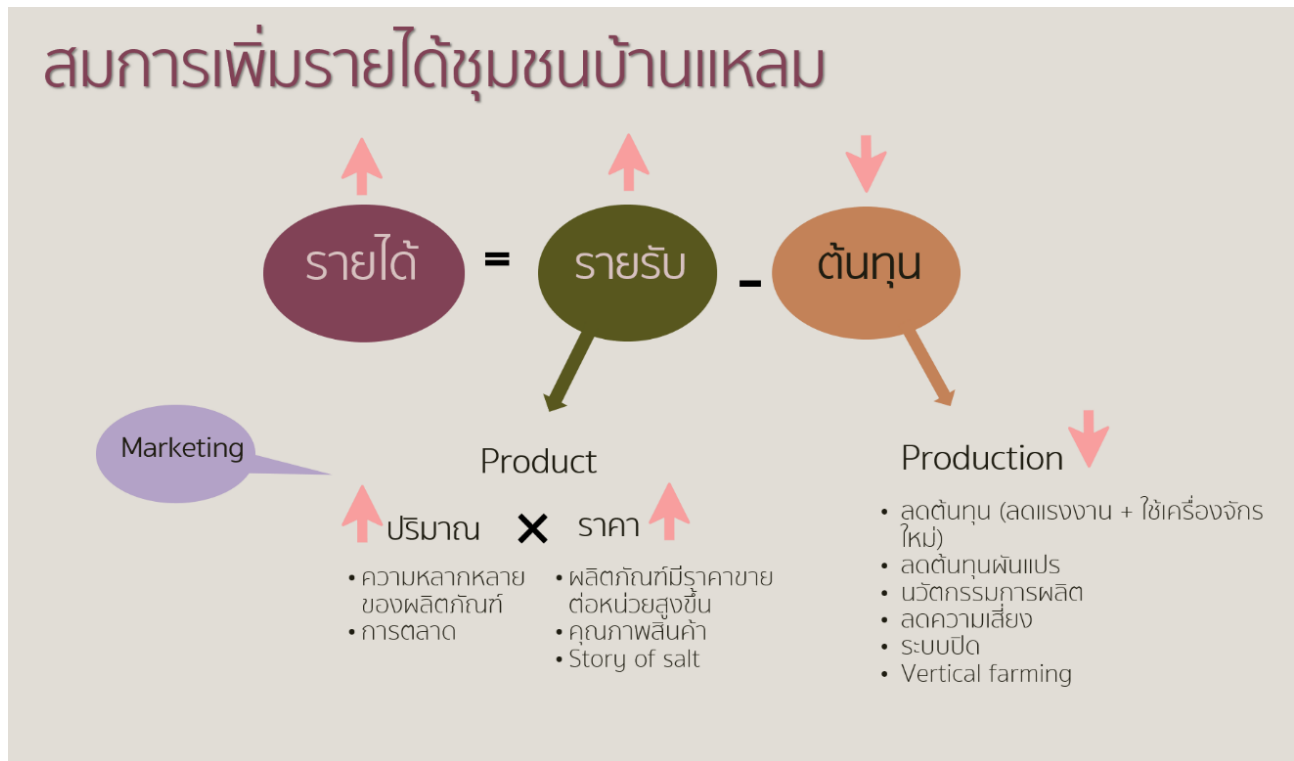 สมการเพิ่มรายได้ชุมชนบ้านแหลม
รายได้ = รายรับ - ต้นทุน
Marketing
Product
ปริมาณ × ราคา
• ความหลากหลาย
ของผลิตภัณฑ์
• การตลาด
• ผลิตภัณฑ์มีราคาขาย
ต่อหน่วยสูงขึ้น
• คุณภาพสินค้า
• Story of salt
Production
• ลดต้นทุน (ลดแรงงาน + ใช้เครื่องจักร
ใหม่)
• ลดต้นทุนผันแปร
• นวัตกรรมการผลิต
• ลดความเสี่ยง
• ระบบปิด
• Vertical farming